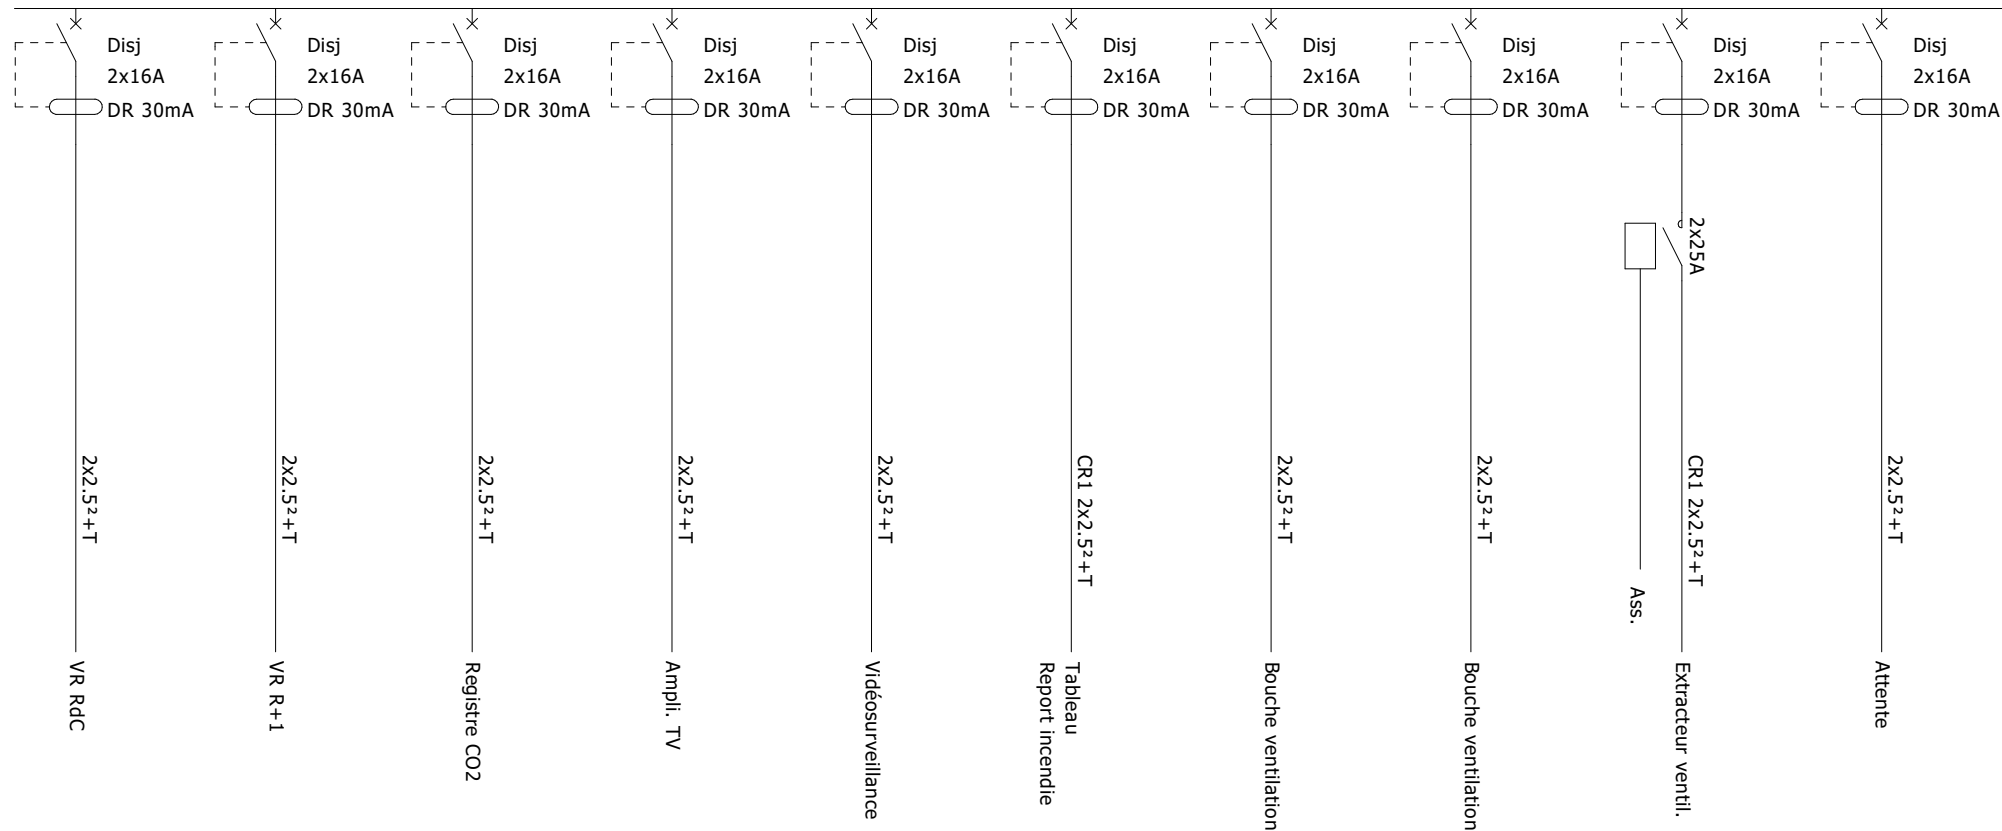 Disj
2x16A
DR 30mA
2x2.5²+T
VR RdC
Disj
2x16A
DR 30mA
2x2.5²+T
VR R+1
Disj
2x16A
DR 30mA
2x2.5²+T
Registre CO2
Disj
2x16A
DR 30mA
2x2.5²+T
Ampli. TV
Disj
2x16A
DR 30mA
2x2.5²+T
Vidéosurveillance
Disj
2x16A
DR 30mA
CR1 2x2.5²+T
Tableau
Report incendie
Disj
2x16A
DR 30mA
2x2.5²+T
Bouche ventilation
Disj
2x16A
DR 30mA
2x2.5²+T
Bouche ventilation
Disj
2x16A
DR 30mA
2x25A
CR1 2x2.5²+T
Ass.
Extracteur ventil.
Disj
2x16A
DR 30mA
2x2.5²+T
Attente